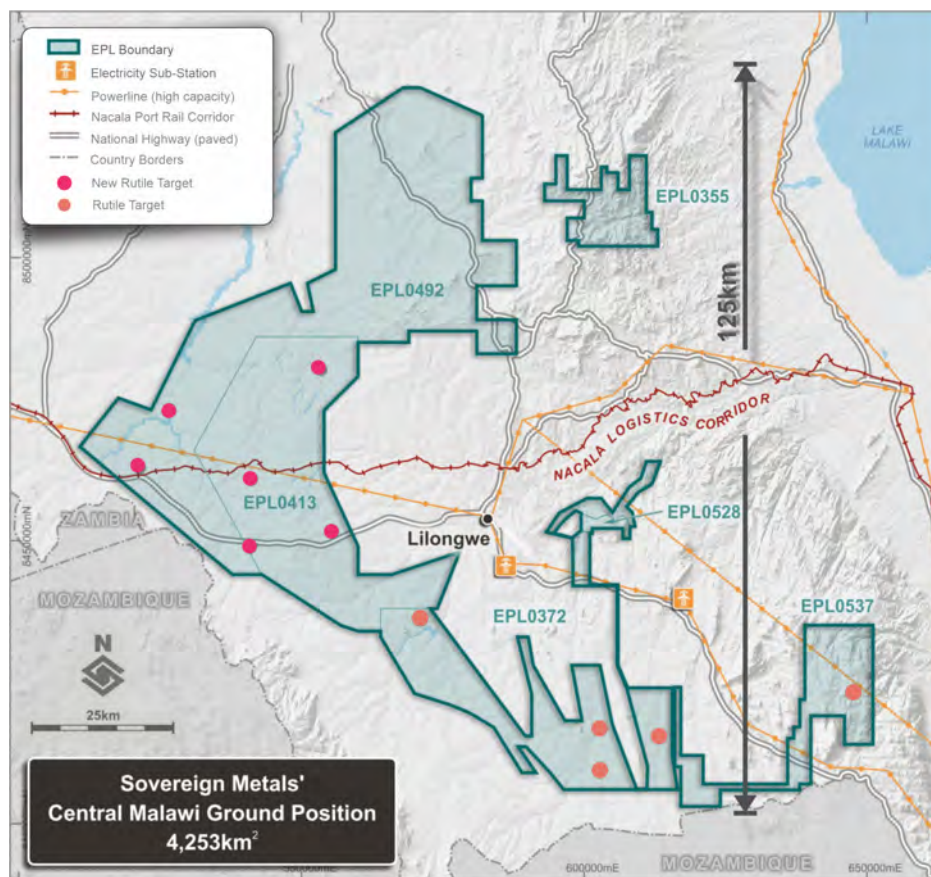 EPL Boundary
Electricity Sub-Station
Powerline (high capacity)
Nacala Port Rail Corridor
National Highway (paved)
Country Borders
New Rutile Target
Rutile Target
LAKE
MALAWI
EPL0355
8500000mN
EPL0492
125km
NACALA LOGISTICS CORRIDOR
EPL0413
EPL0528
ZAMBIA
Lilongwe
8450000mN
MOZAMBIQUE
EPL0372
EPL0537
N
25km
Sovereign Metals'
Central Malawi Ground Position
4,253km²
MOZAMBIQUE
600000mE
650000mE